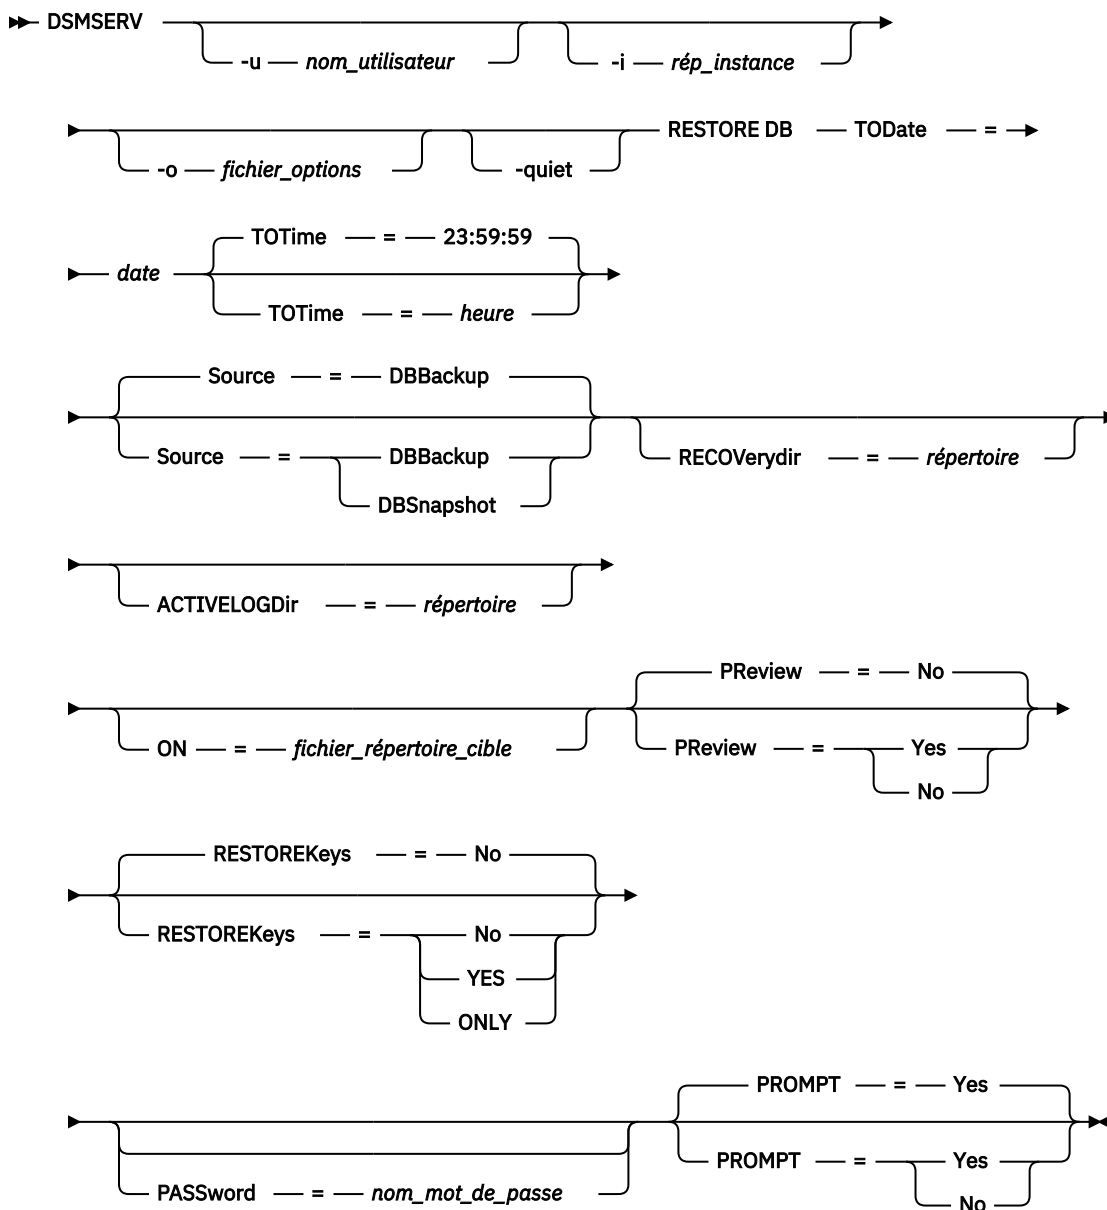 DSMSERV
-u nom_utilisateur -i rép_instance
RESTORE DB TODate =
-o fichier_options -quiet
TOTime = 23:59:59
date
TOTime = heure
Source = DBBackup
Source = DBBackup RECOVerydir = répertoire
DBSnapshot
ACTIVELOGDir = répertoire
PReview = No
ON = fichier_répertoire_cible PReview = Yes
No
RESTOREKeys = No
RESTOREKeys = No
YES
ONLY
PROMPT = Yes
PROMPT = Yes
PASSword = nom_mot_de_passe
No